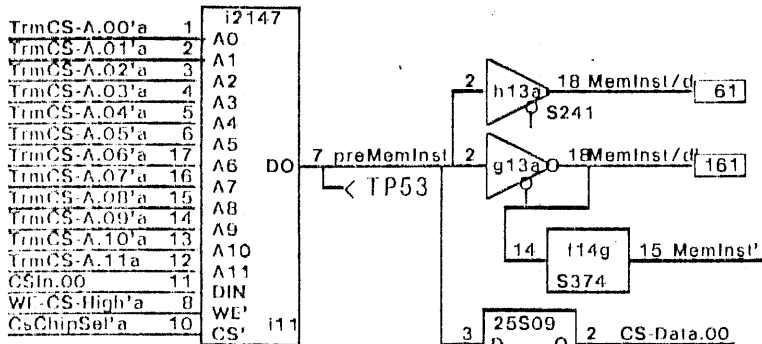 i2147
TrmCS-A.00'a 1 A0
TrmCS-A.01'a 2 A1
TrmCS-A.02'a 3 A2
TrmCS-A.03'a 4 A3
TrmCS-A.04'a 5 A4
TrmCS-A.05'a 6 A5
TrmCS-A.06'a 17 A6
TrmCS-A.07'a 16 A7
TrmCS-A.08'a 15 A8
TrmCS-A.09'a 14 A9
TrmCS-A.10'a 13 A10
TrmCS-A.11a 12 A11
CSIn.00 11 DIN
WE-CS-High'a 8 WE'
CsChipSel'a 10 CS'
i11
DO 7 preMemInst
< TP53
2 h13a 18 MemInst/d 61
S241
2 g13a 18 MemInst/d' 161
14 f14g 15 MemInst'
S374
25S09
3 D Q 2 CS-Data.00